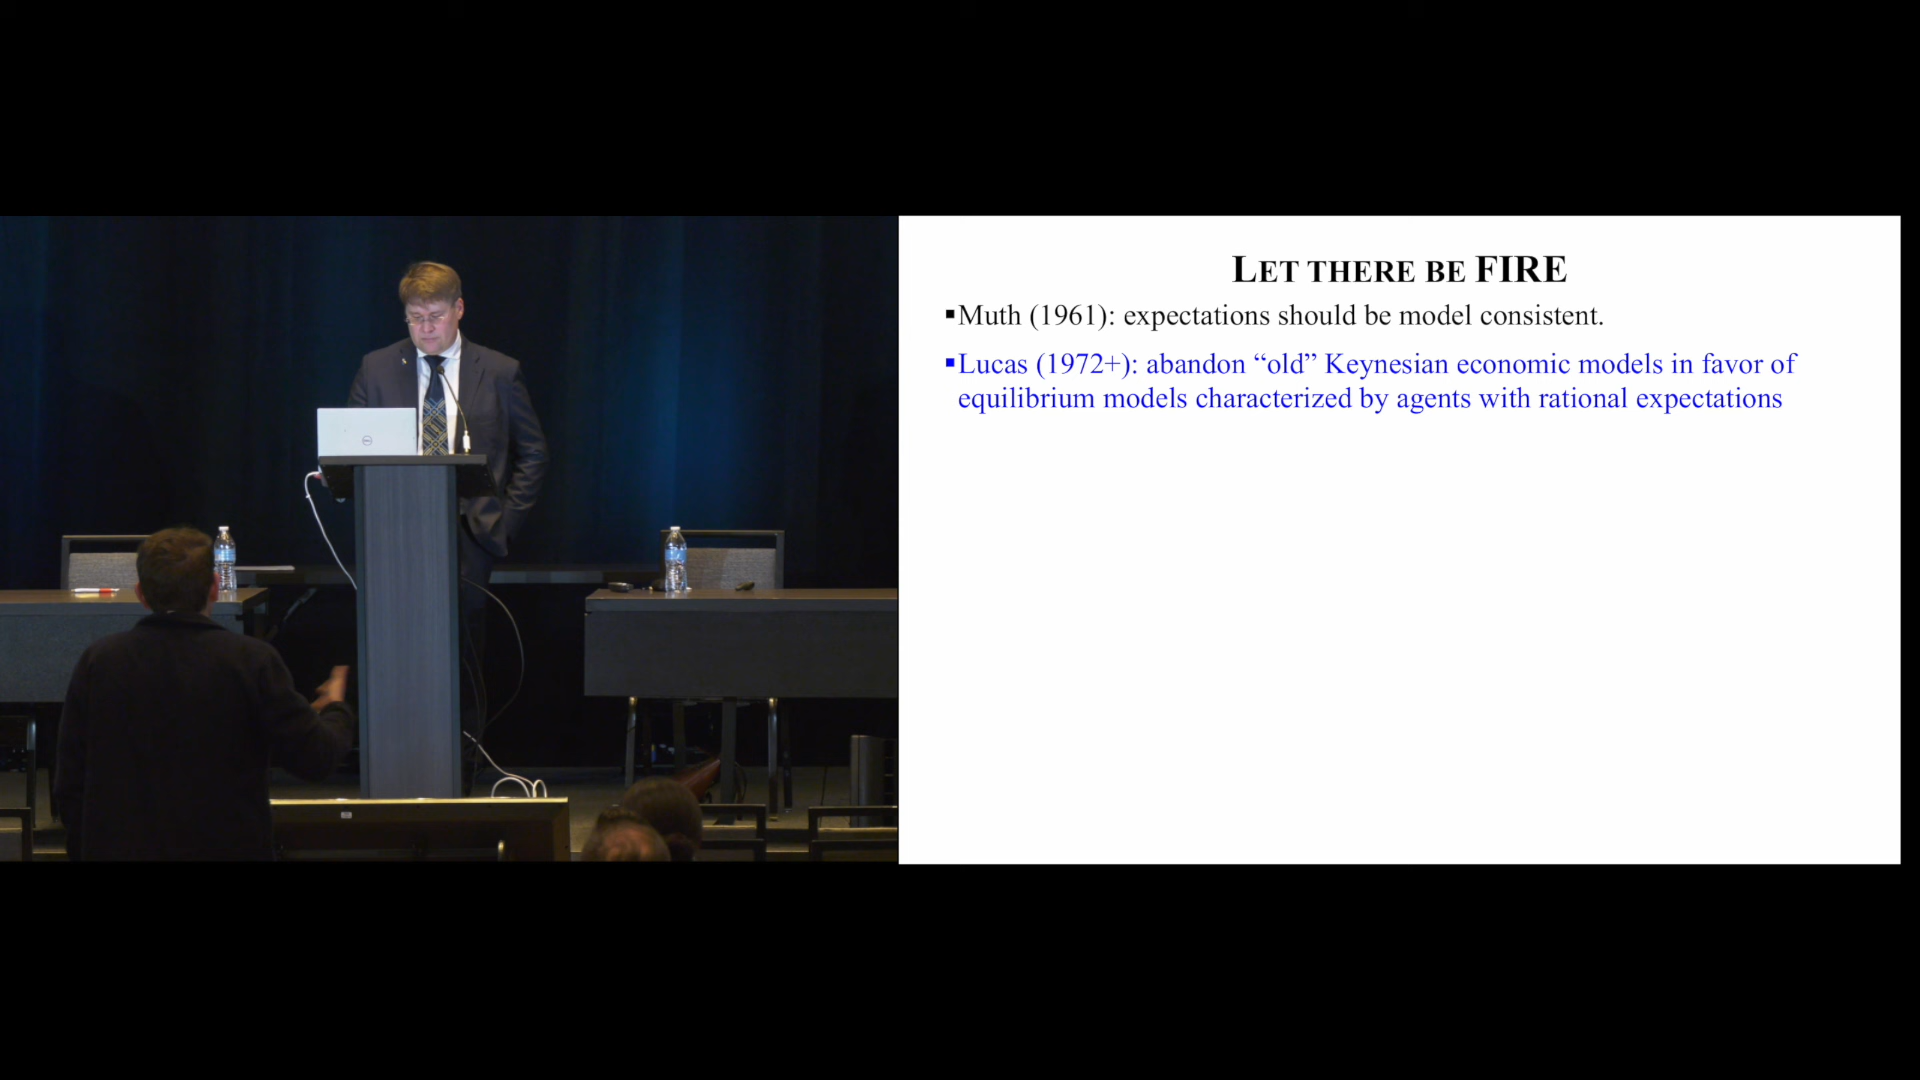 LET THERE BE FIRE
▪Muth (1961): expectations should be model consistent.
▪Lucas (1972+): abandon “old” Keynesian economic models in favor of
equilibrium models characterized by agents with rational expectations